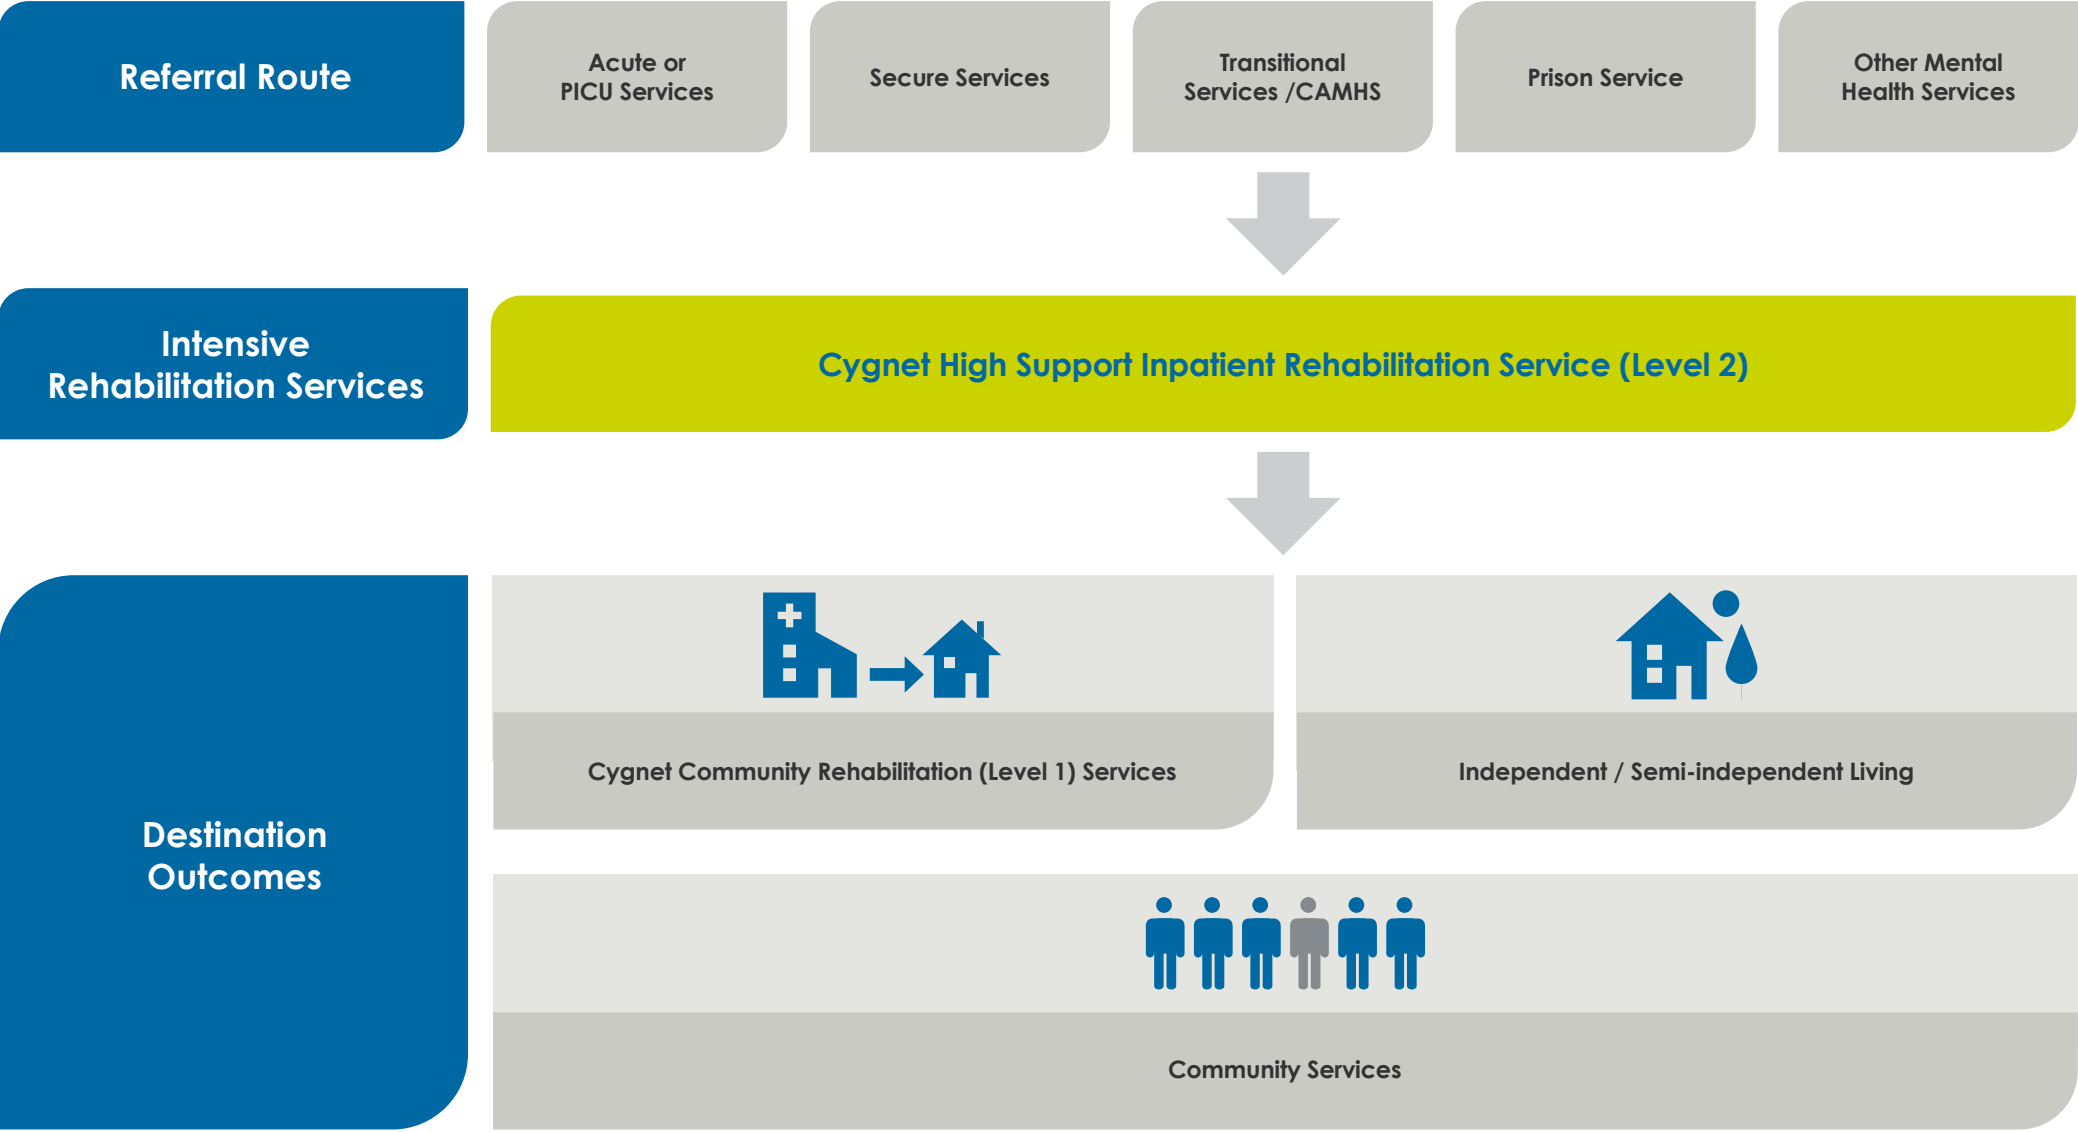 Referral Route
Acute or
PICU Services
Secure Services
Transitional
Services /CAMHS
Prison Service
Other Mental
Health Services
Intensive
Rehabilitation Services
Cygnet High Support Inpatient Rehabilitation Service (Level 2)
Destination
Outcomes
Cygnet Community Rehabilitation (Level 1) Services
Independent / Semi-independent Living
Community Services